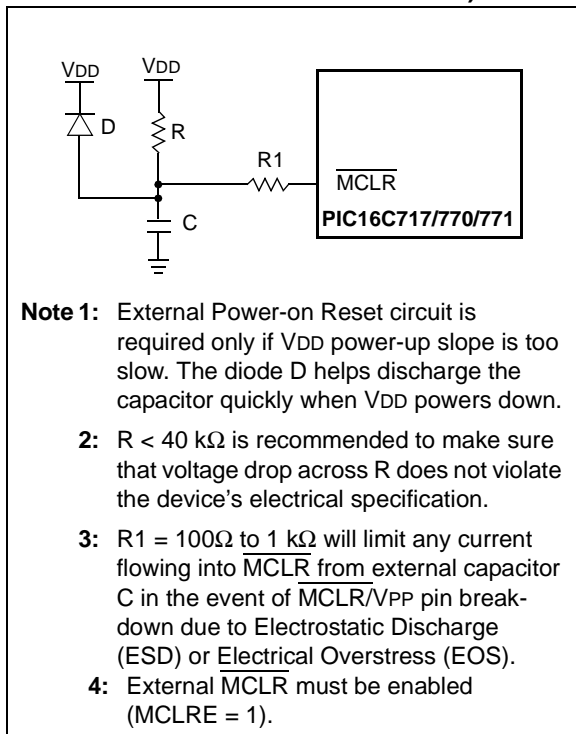 VDD VDD
D
R
R1
MCLR
C
PIC16C717/770/771
Note 1: External Power-on Reset circuit is
required only if VDD power-up slope is too
slow. The diode D helps discharge the
capacitor quickly when VDD powers down.
2: R < 40 kΩ is recommended to make sure
that voltage drop across R does not violate
the device's electrical specification.
3: R1 = 100Ω to 1 kΩ will limit any current
flowing into MCLR from external capacitor
C in the event of MCLR/VPP pin break-
down due to Electrostatic Discharge
(ESD) or Electrical Overstress (EOS).
4: External MCLR must be enabled
(MCLRE = 1).